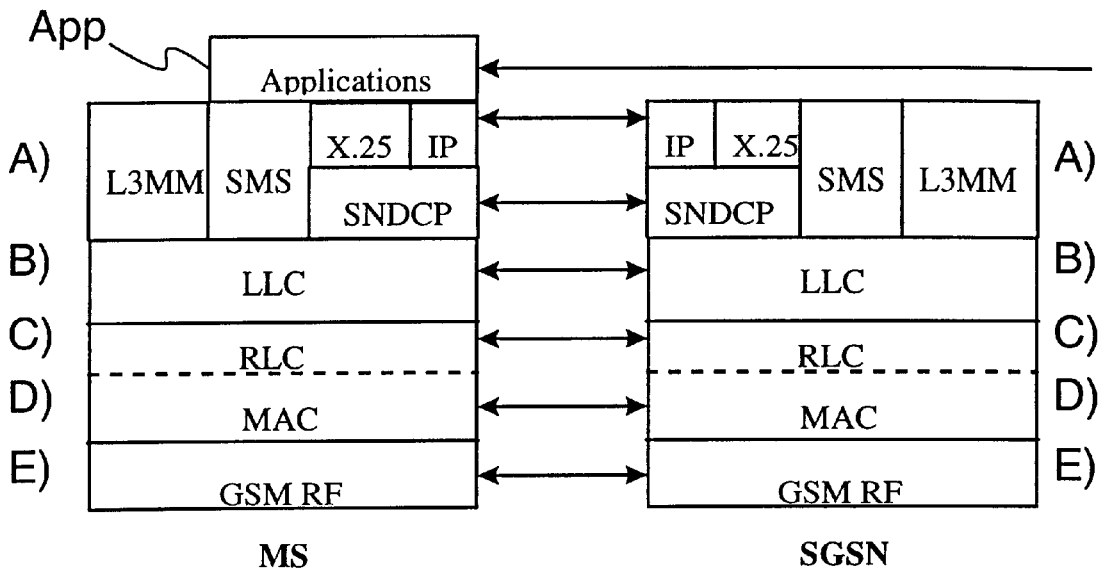 App
Applications
A) L3MM SMS X.25 IP IP X.25 SMS L3MM A)
SNDCP SNDCP
B) LLC LLC B)
C) RLC RLC C)
D) MAC MAC D)
E) GSM RF GSM RF E)
MS SGSN